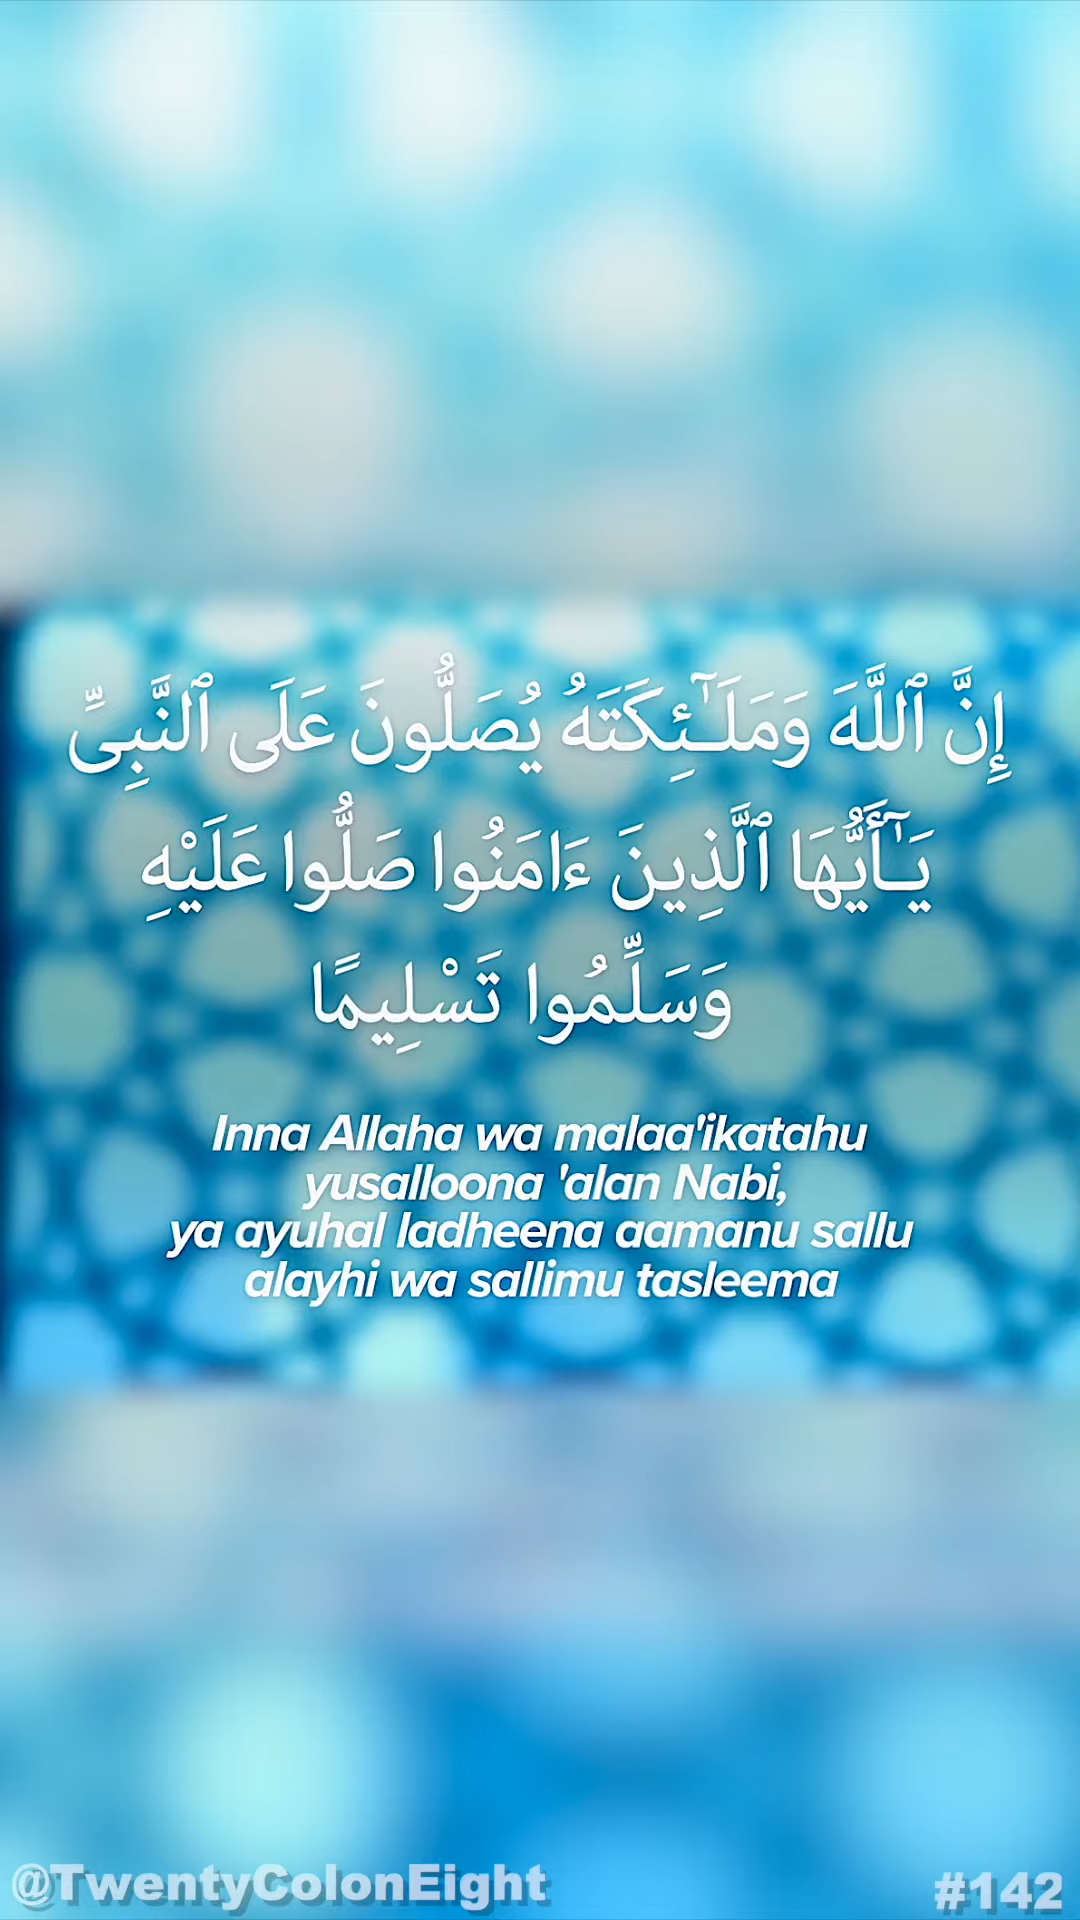 إِنَّ ٱللَّهَ وَمَلَـٰٓئِكَتَهُۥ يُصَلُّونَ عَلَى ٱلنَّبِىِّ
يَـٰٓأَيُّهَا ٱلَّذِينَ ءَامَنُوا صَلُّوا عَلَيْهِ
وَسَلِّمُوا تَسْلِيمًا
Inna Allaha wa malaa'ikatahu
yusalloona 'alan Nabi,
ya ayuhal ladheena aamanu sallu
alayhi wa sallimu tasleema
@TwentyColonEight
#142